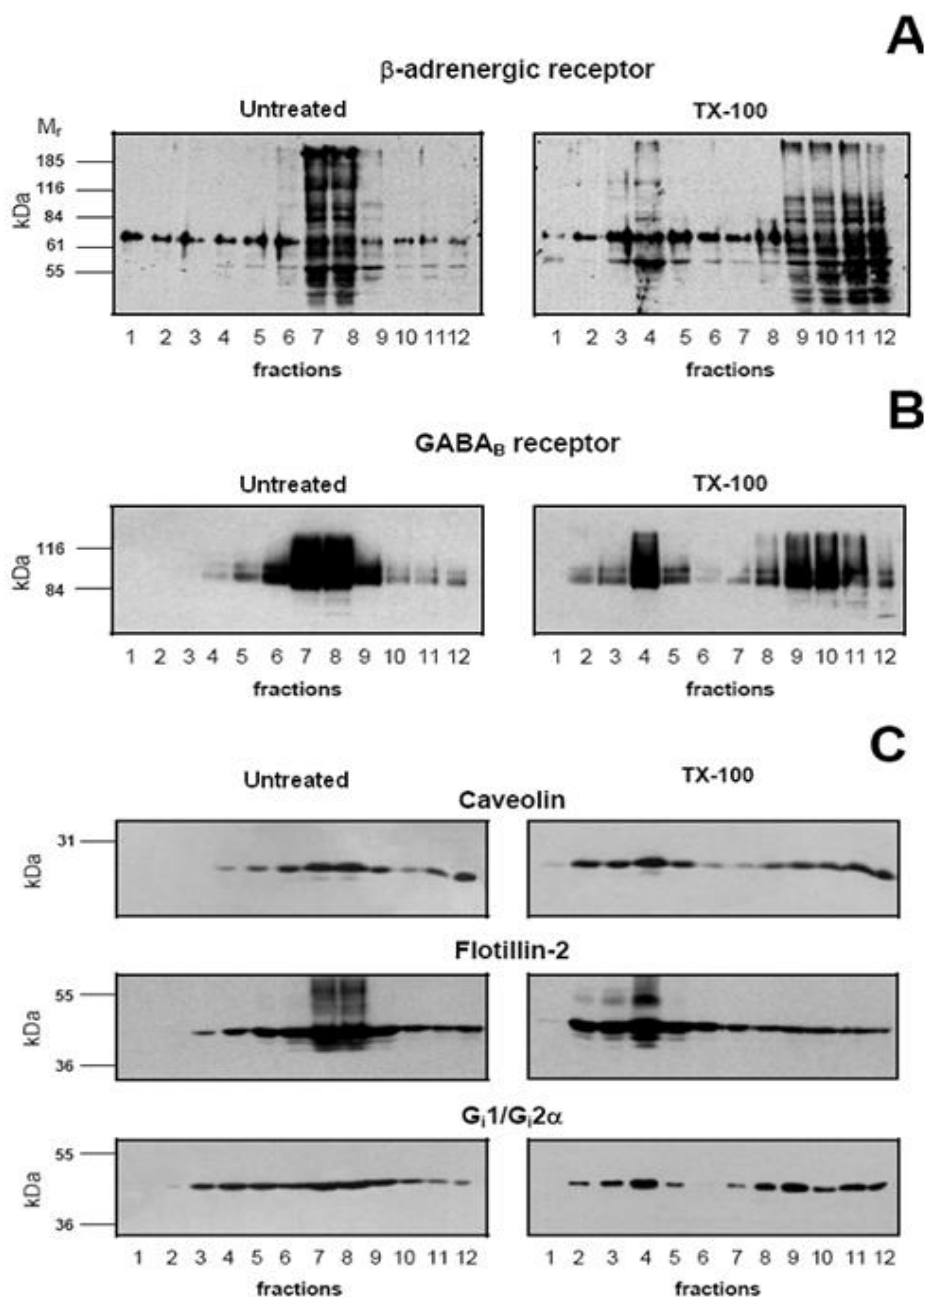 A
β-adrenergic receptor
Untreated TX-100
Mr
kDa
185
116
84
61
55
1 2 3 4 5 6 7 8 9 10 11 12 1 2 3 4 5 6 7 8 9 10 11 12
fractions fractions
B
GABAB receptor
Untreated TX-100
kDa
116
84
1 2 3 4 5 6 7 8 9 10 11 12 1 2 3 4 5 6 7 8 9 10 11 12
fractions fractions
C
Untreated TX-100
Caveolin
kDa
31
Flotillin-2
kDa
55
36
Gi1/Gi2α
kDa
55
36
1 2 3 4 5 6 7 8 9 10 11 12 1 2 3 4 5 6 7 8 9 10 11 12
fractions fractions